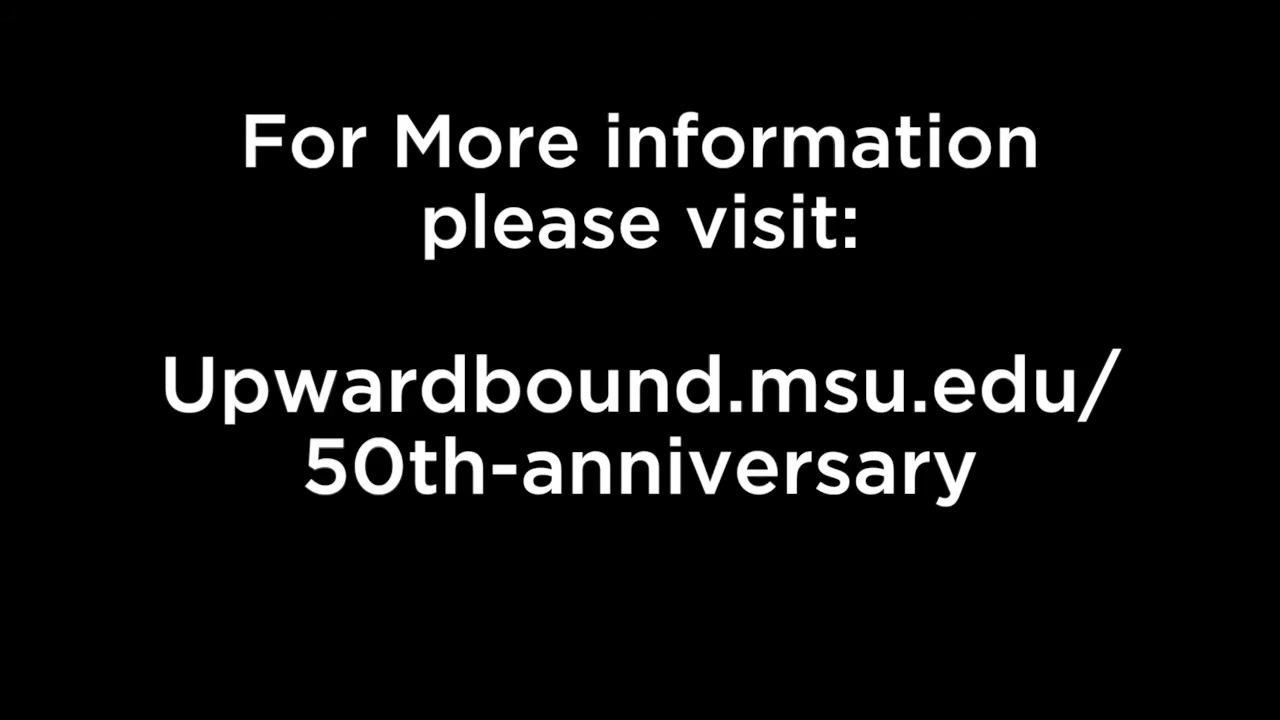 For More information
please visit:
Upwardbound.msu.edu/
50th-anniversary